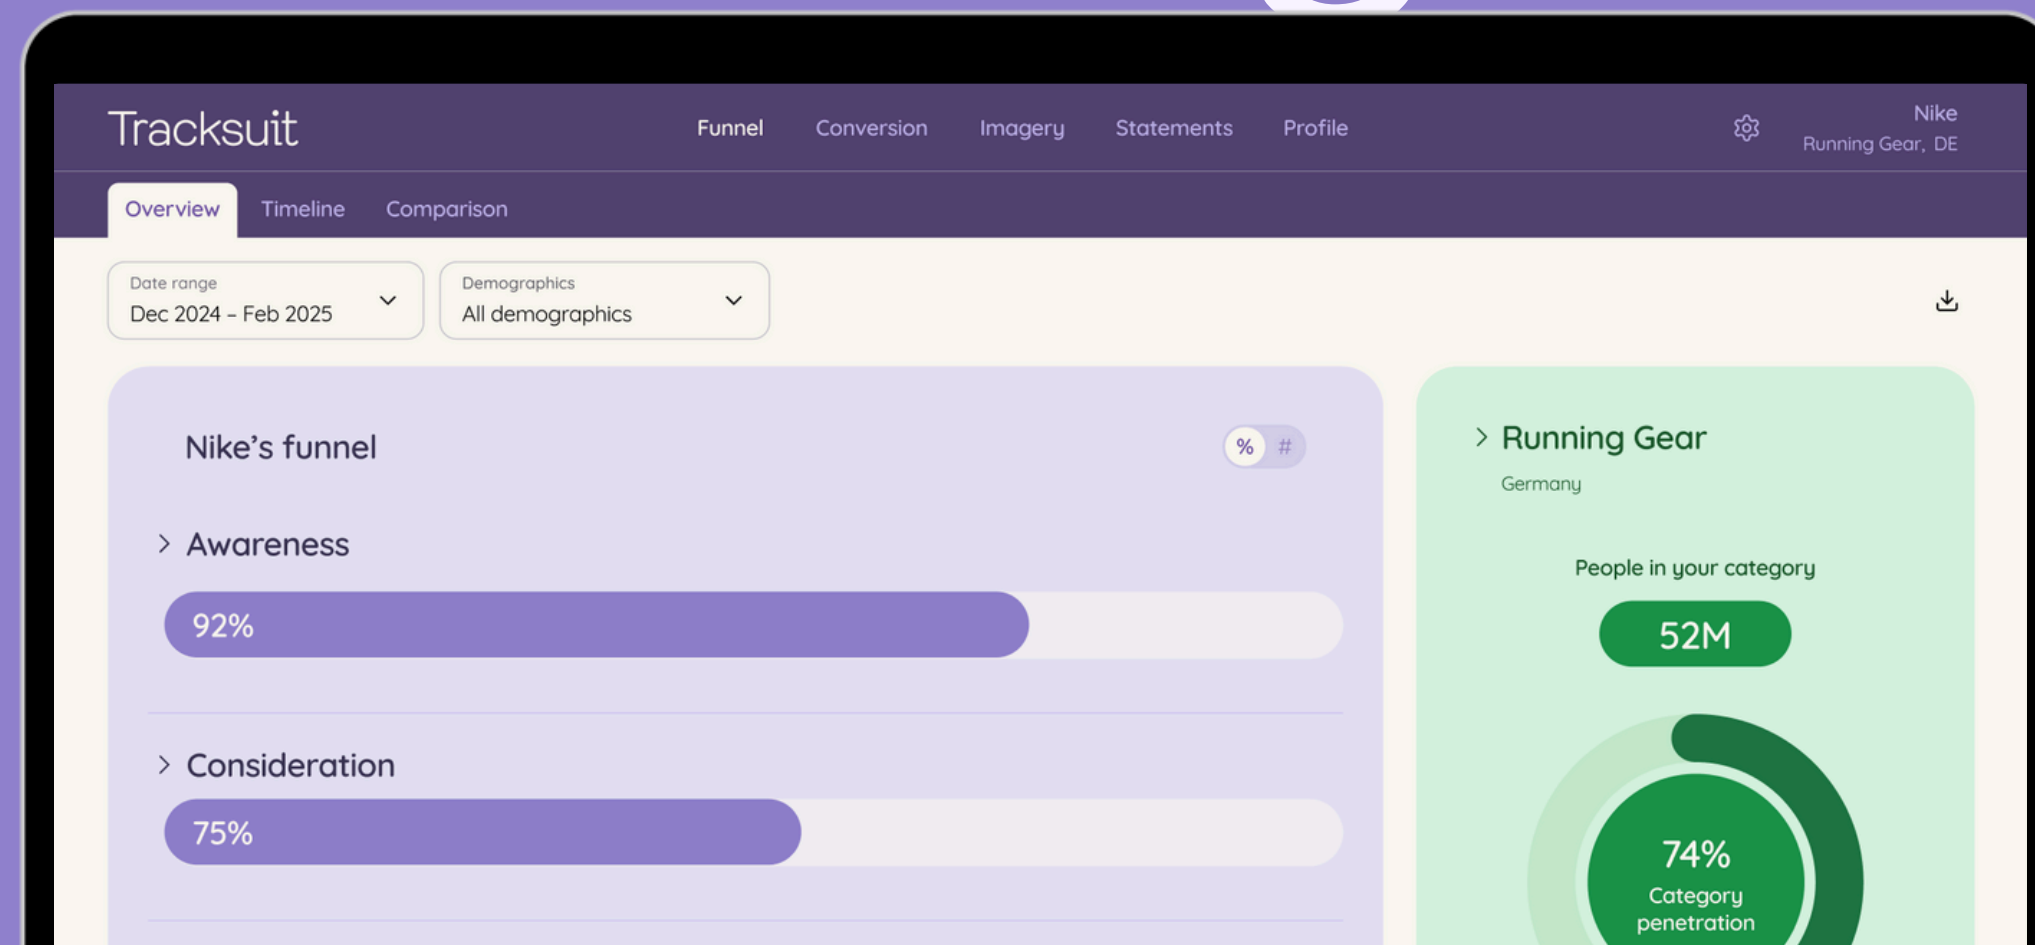 Tracksuit
Funnel
Conversion
Imagery
Statements
Profile
Nike
Running Gear, DE
Overview
Timeline
Comparison
Date range
Dec 2024 – Feb 2025
Demographics
All demographics
Nike’s funnel
% #
Awareness
92%
Consideration
75%
Running Gear
Germany
People in your category
52M
74%
Category
penetration